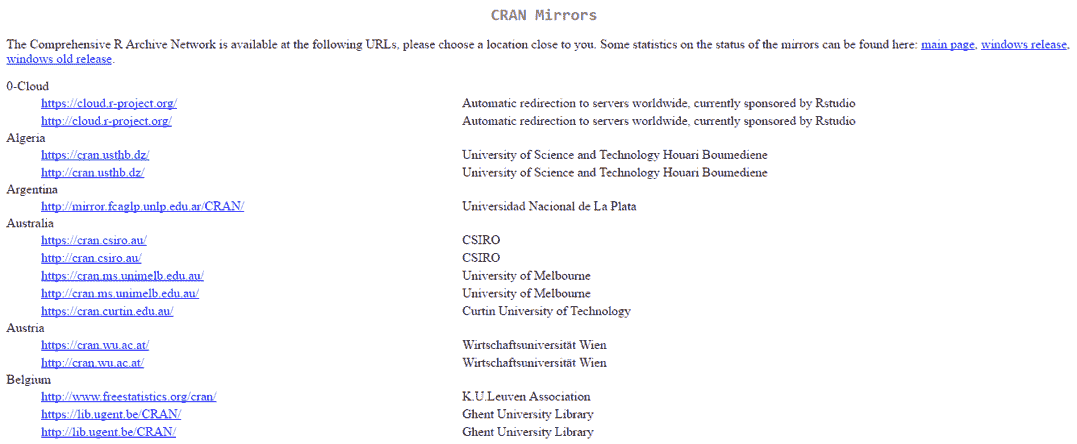 CRAN Mirrors
The Comprehensive R Archive Network is available at the following URLs, please choose a location close to you. Some statistics on the status of the mirrors can be found here: main page, windows release,
windows old release.
0-Cloud
https://cloud.r-project.org/ Automatic redirection to servers worldwide, currently sponsored by Rstudio
http://cloud.r-project.org/ Automatic redirection to servers worldwide, currently sponsored by Rstudio
Algeria
https://cran.usthb.dz/ University of Science and Technology Houari Boumediene
http://cran.usthb.dz/ University of Science and Technology Houari Boumediene
Argentina
http://mirror.fcaglp.unlp.edu.ar/CRAN/ Universidad Nacional de La Plata
Australia
https://cran.csiro.au/ CSIRO
http://cran.csiro.au/ CSIRO
https://cran.ms.unimelb.edu.au/ University of Melbourne
http://cran.ms.unimelb.edu.au/ University of Melbourne
https://cran.curtin.edu.au/ Curtin University of Technology
Austria
https://cran.wu.ac.at/ Wirtschaftsuniversität Wien
http://cran.wu.ac.at/ Wirtschaftsuniversität Wien
Belgium
http://www.freestatistics.org/cran/ K.U.Leuven Association
https://lib.ugent.be/CRAN/ Ghent University Library
http://lib.ugent.be/CRAN/ Ghent University Library